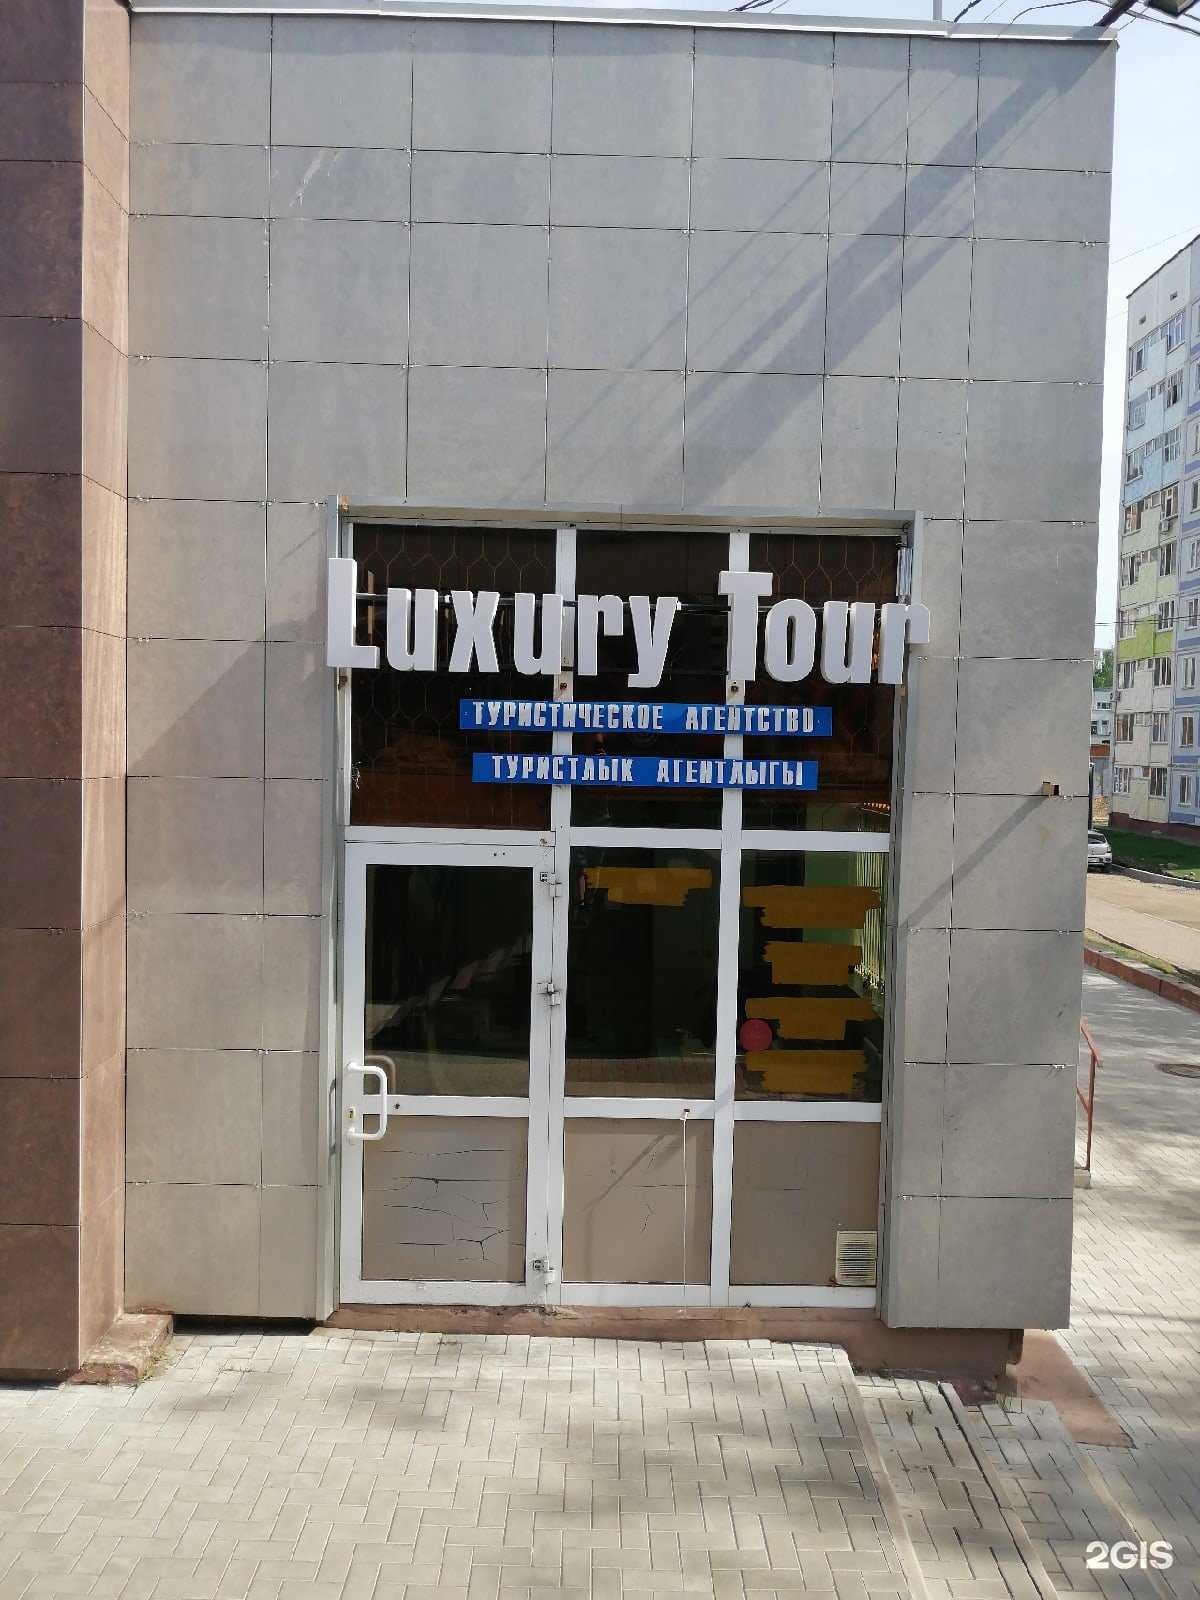 Luxury Tour
ТУРИСТИЧЕСКОЕ АГЕНТСТВО
ТУРИСТЛЫК АГЕНТЛЫГЫ
2GIS